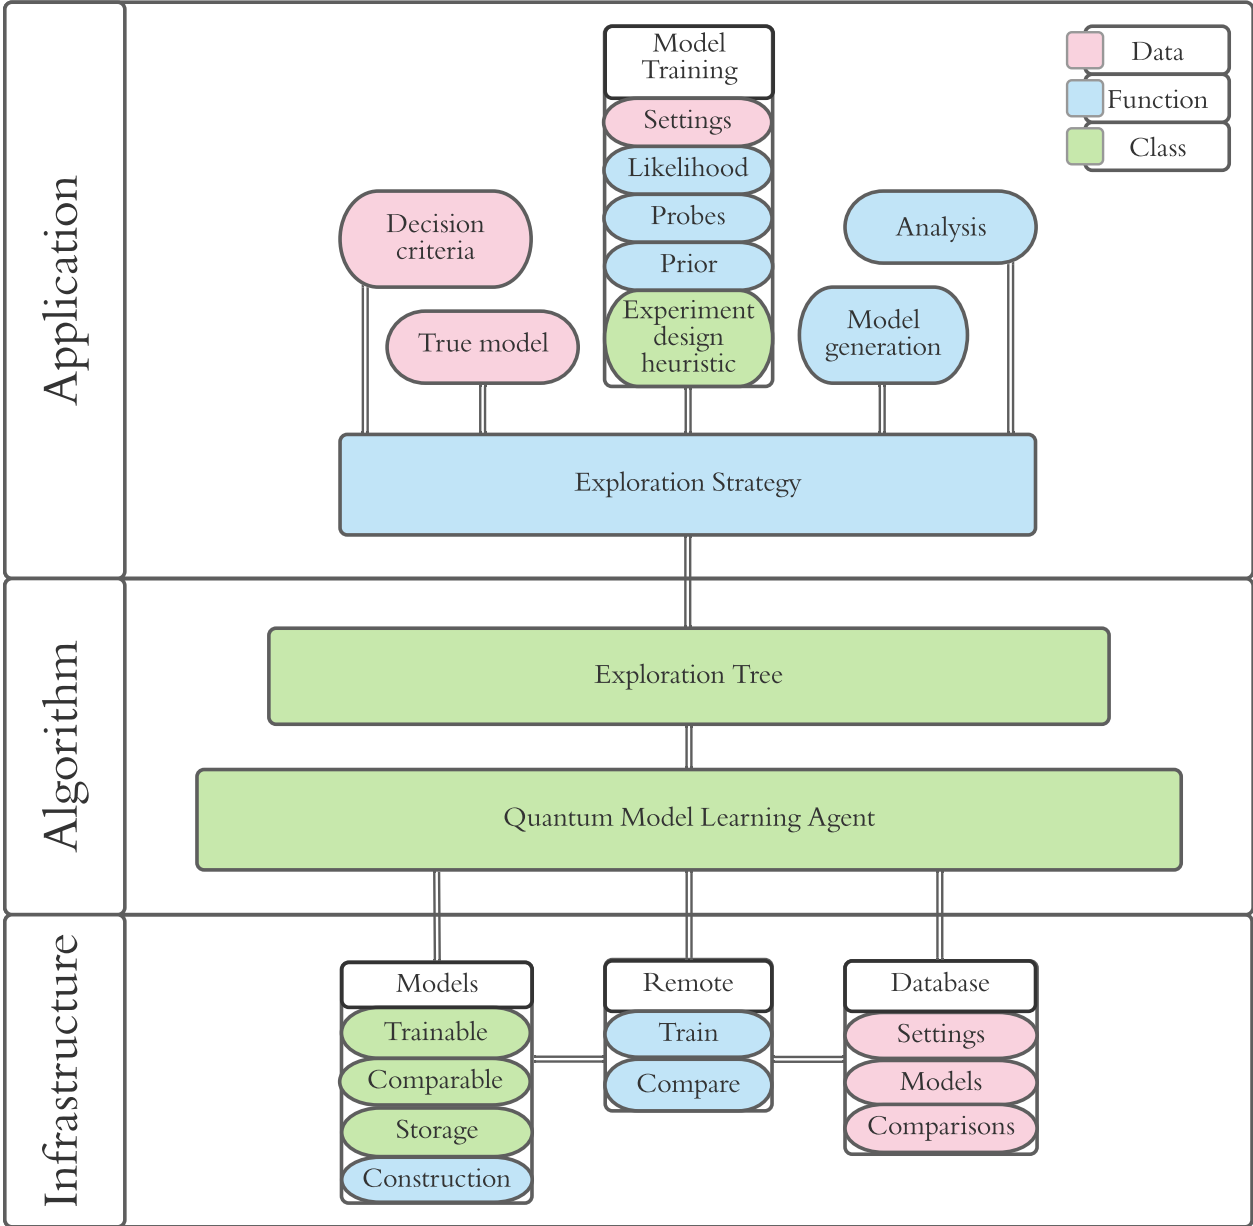 Application
Model
Training
Settings
Likelihood
Probes
Prior
Experiment
design
heuristic
Decision
criteria
True model
Analysis
Model
generation
Data
Function
Class
Exploration Strategy
Algorithm
Exploration Tree
Quantum Model Learning Agent
Infrastructure
Models
Trainable
Comparable
Storage
Construction
Remote
Train
Compare
Database
Settings
Models
Comparisons